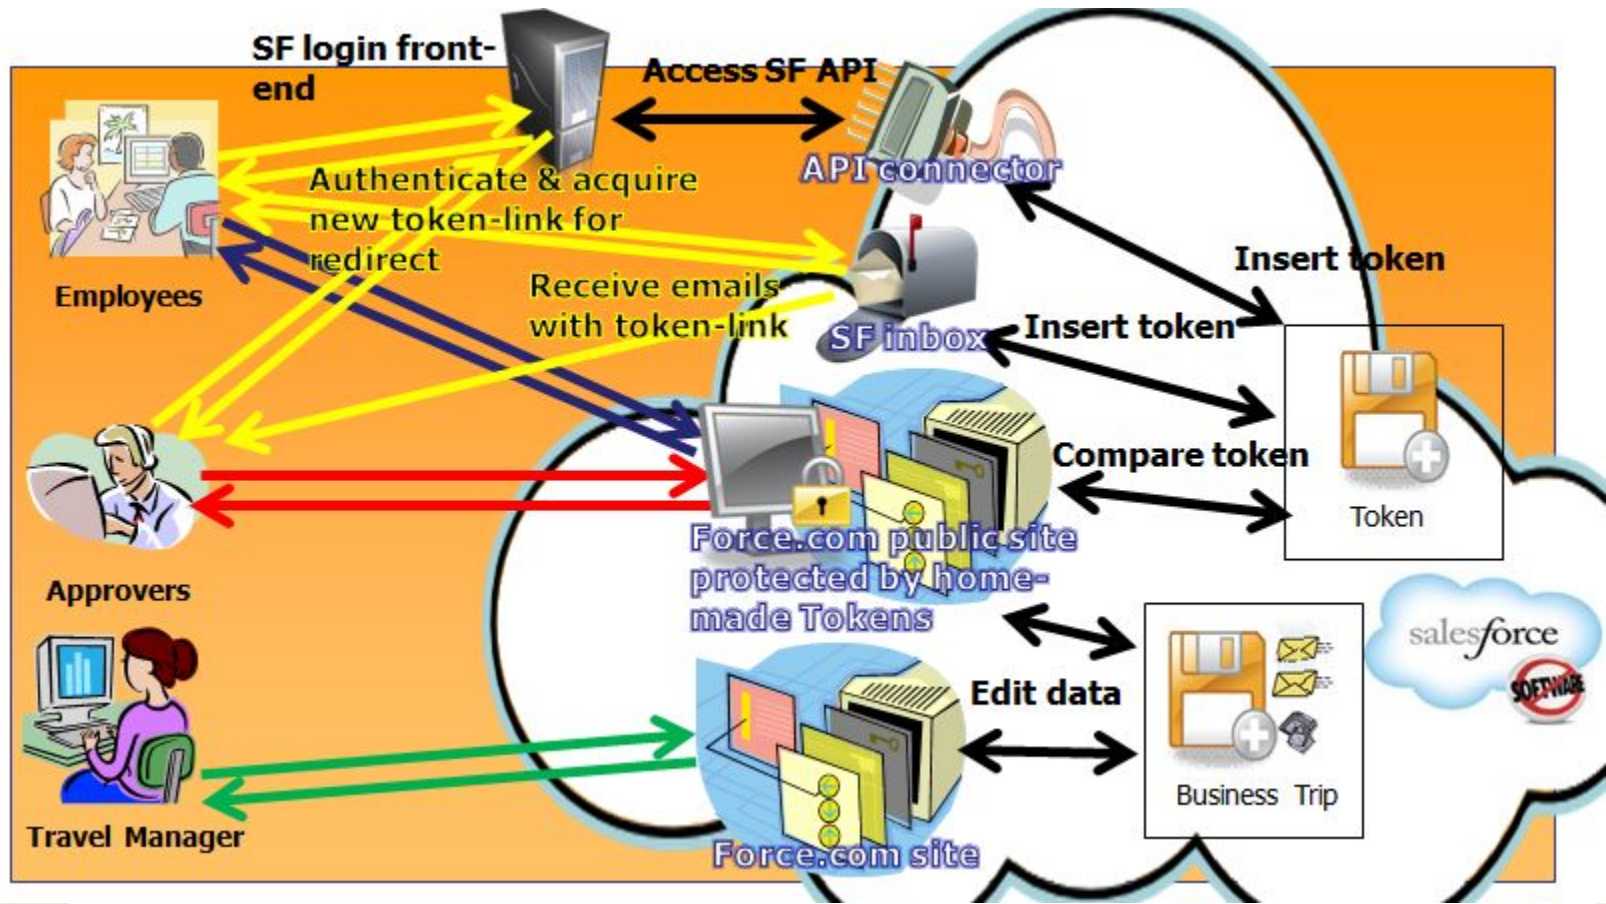 SF login front-
end
Access SF API
API connector
Authenticate & acquire
new token-link for
redirect
Employees
Receive emails
with token-link
SF inbox
Insert token
Insert token
Compare token
Token
Force.com public site
protected by home-
made Tokens
Approvers
salesforce
SOFTWARE
Edit data
Business Trip
Travel Manager
Force.com site